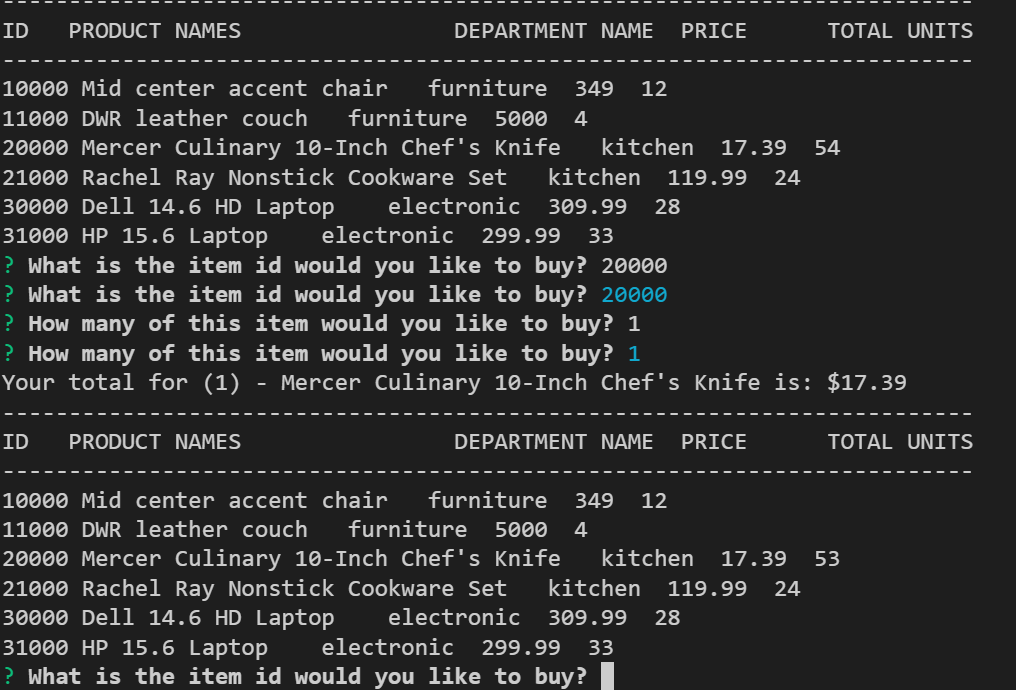 -------------------------------------------------------------------------
ID   PRODUCT NAMES                DEPARTMENT NAME  PRICE      TOTAL UNITS
-------------------------------------------------------------------------
10000 Mid center accent chair   furniture  349  12
11000 DWR leather couch   furniture  5000  4
20000 Mercer Culinary 10-Inch Chef's Knife   kitchen  17.39  54
21000 Rachel Ray Nonstick Cookware Set   kitchen  119.99  24
30000 Dell 14.6 HD Laptop    electronic  309.99  28
31000 HP 15.6 Laptop    electronic  299.99  33
? What is the item id would you like to buy? 20000
? What is the item id would you like to buy? 20000
? How many of this item would you like to buy? 1
? How many of this item would you like to buy? 1
Your total for (1) - Mercer Culinary 10-Inch Chef's Knife is: $17.39
-------------------------------------------------------------------------
ID   PRODUCT NAMES                DEPARTMENT NAME  PRICE      TOTAL UNITS
-------------------------------------------------------------------------
10000 Mid center accent chair   furniture  349  12
11000 DWR leather couch   furniture  5000  4
20000 Mercer Culinary 10-Inch Chef's Knife   kitchen  17.39  53
21000 Rachel Ray Nonstick Cookware Set   kitchen  119.99  24
30000 Dell 14.6 HD Laptop    electronic  309.99  28
31000 HP 15.6 Laptop    electronic  299.99  33
? What is the item id would you like to buy?